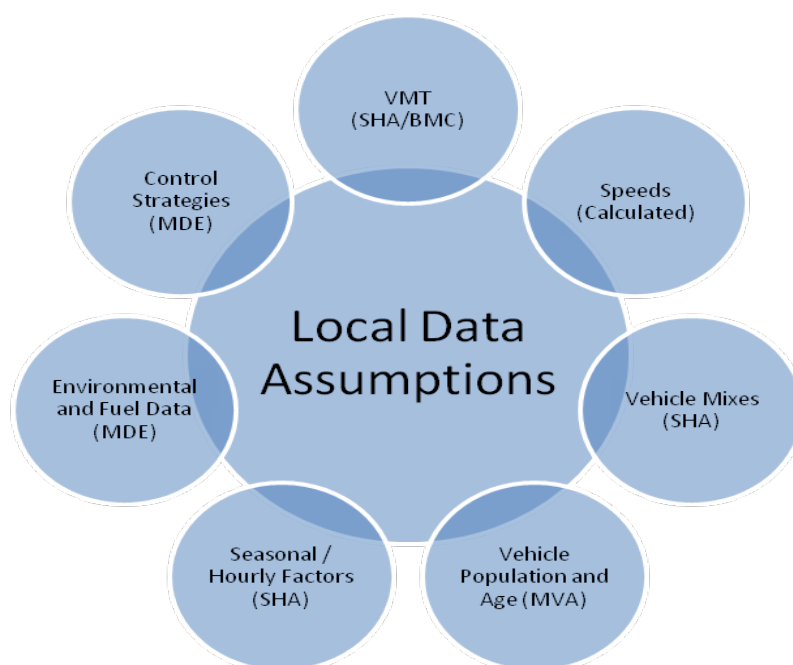 VMT
(SHA/BMC)
Speeds
(Calculated)
Vehicle Mixes
(SHA)
Vehicle
Population and
Age (MVA)
Seasonal /
Hourly Factors
(SHA)
Environmental
and Fuel Data
(MDE)
Control
Strategies
(MDE)
Local Data
Assumptions